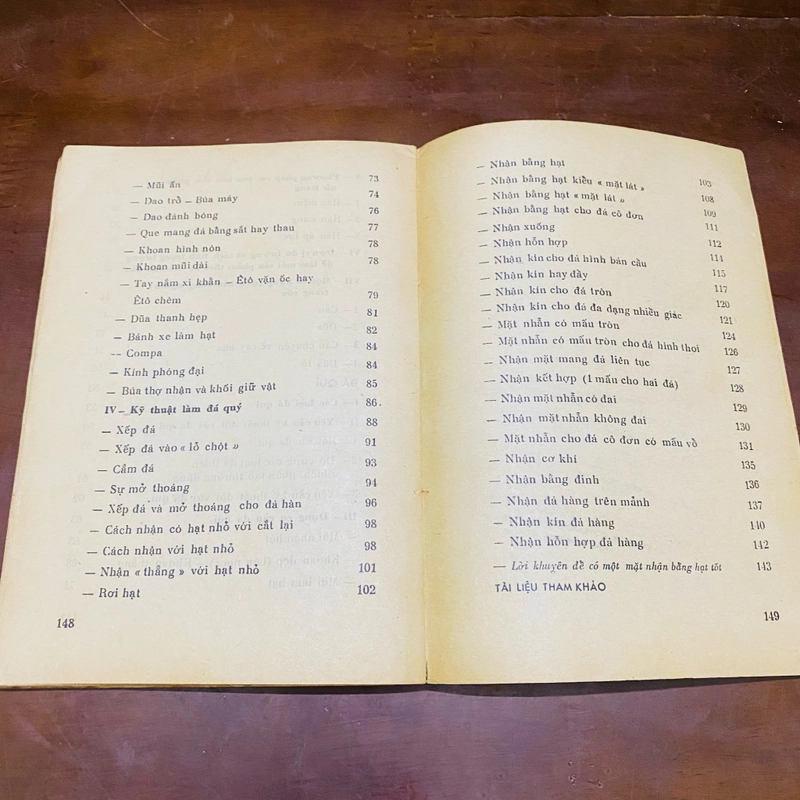 — Mũi ấn 73
— Dao trỗ — Búa máy 74
— Dao đánh bóng 76
— Que mang đá bằng sắt hay thau 77
— Khoan hình nón 78
— Khoan mũi dài 78
— Tay nắm xi khằn — Êtô vặn ốc hay
Êtô chêm 79
— Dũa thanh hẹp 81
— Bánh xe làm hạt 82
-- Compa 84
— Kính phóng đại 84
— Búa thợ nhận và khối giữ vật 85
IV — Kỹ thuật làm đá quý 86
— Xếp đá 88
— Xếp đá vào « lỗ chột » 91
— Cầm đá 93
— Sự mở thoáng 94
— Xếp đá và mở thoáng cho đá hàn 96
— Cách nhận có hạt nhỏ với cắt lại 98
— Cách nhận với hạt nhỏ 98
— Nhận «thẳng» với hạt nhỏ 101
— Rơi hạt 102
148
— Nhận bằng hạt
— Nhận bằng hạt kiểu « mặt lát » 103
— Nhận bằng hạt «mặt lát» 108
— Nhận bằng hạt cho đá cô đơn 109
— Nhận xuống 111
— Nhận hỗn hợp 112
— Nhận kín cho đá hình bán cầu 114
— Nhận kín hay dầy 115
— Nhận kín cho đá tròn 117
— Nhận kín cho đá đa dạng nhiều giác 120
— Mặt nhẫn có mấu tròn 121
— Mặt nhẫn có mấu tròn cho đá hình thoi 124
— Nhận mặt mang đá liên tục 126
— Nhận kết hợp (1 mấu cho hai đá) 127
— Nhận mặt nhẫn có đai 128
— Nhận mặt nhẫn không đai 129
— Mặt nhẫn cho đá cô đơn có mấu vồ 130
— Nhận cơ khí 131
— Nhận bằng đinh 135
— Nhận đá hàng trên mảnh 136
— Nhận kín đá hàng 137
— Nhận hỗn hợp đá hàng 140
142
— Lời khuyên đề có một mặt nhận bằng hạt tốt 143
TÀI LIỆU THAM KHẢO
149